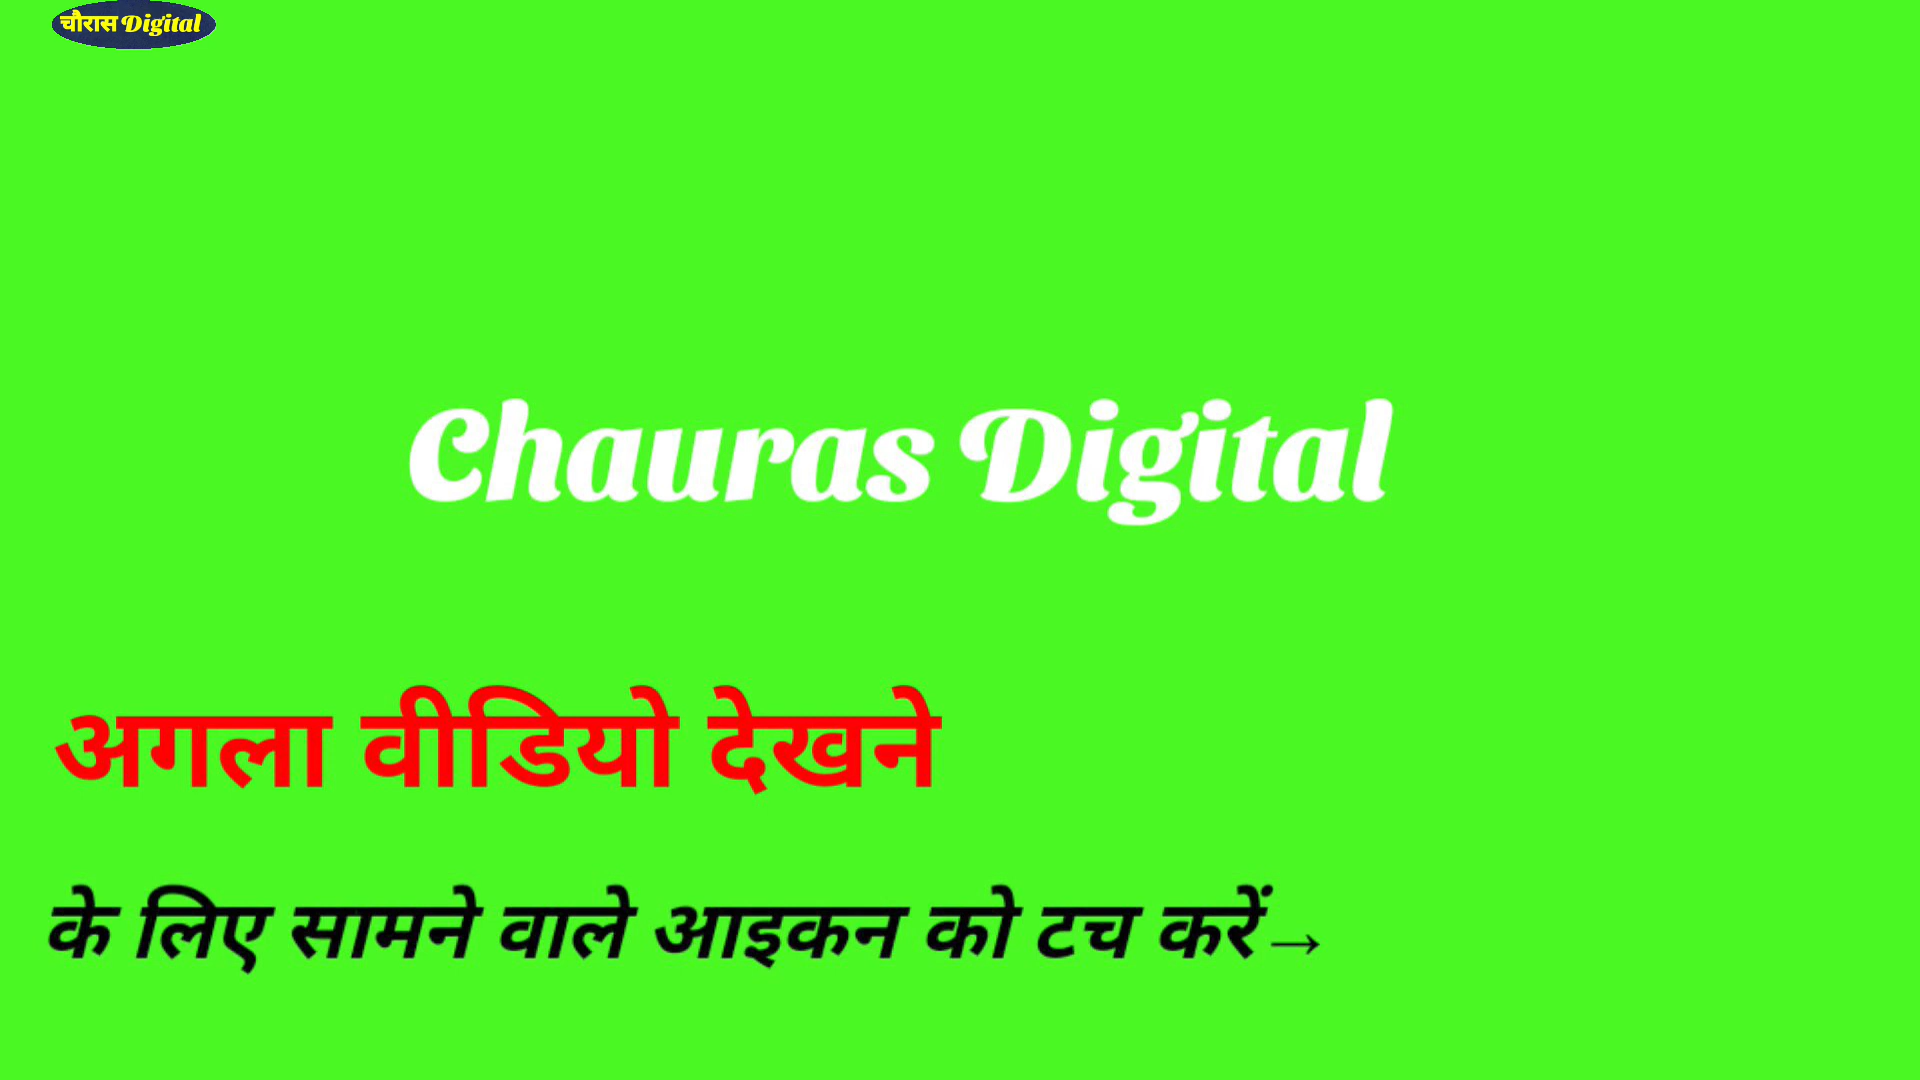 चौरास Digital
Chauras Digital
अगला वीडियो देखने
के लिए सामने वाले आइकन को टच करें→